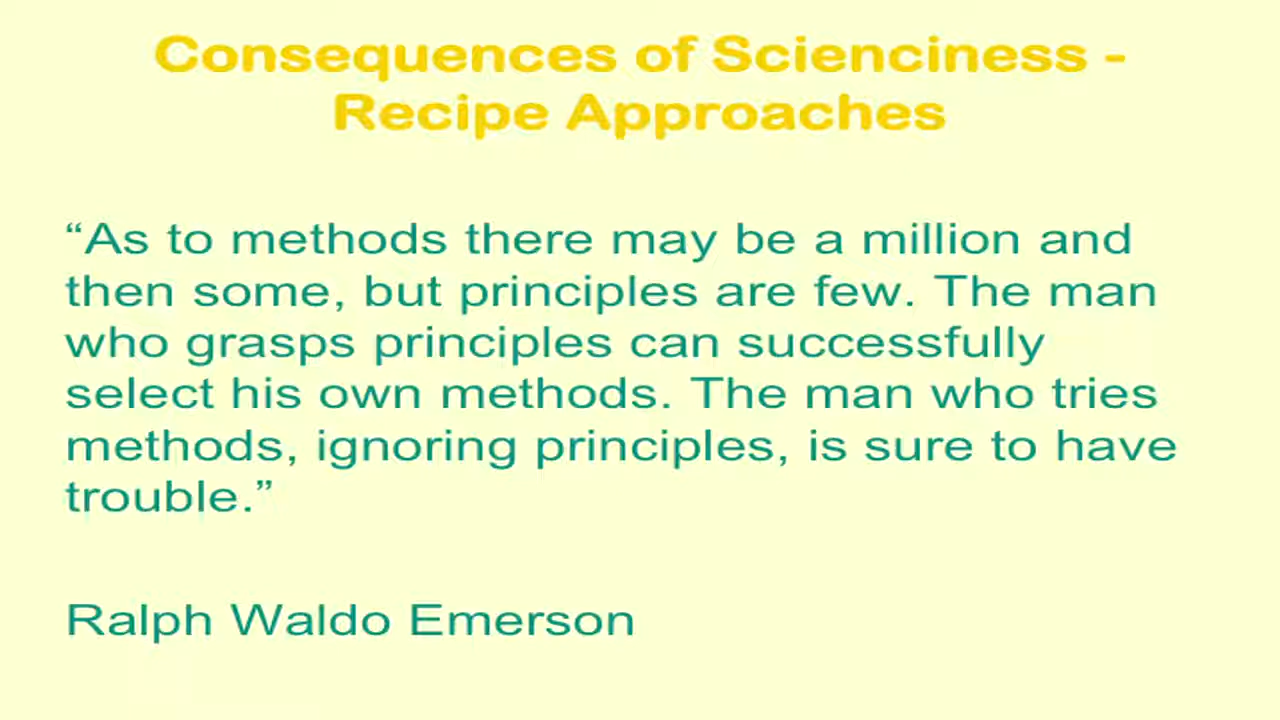 Consequences of Scienciness -
Recipe Approaches
“As to methods there may be a million and
then some, but principles are few. The man
who grasps principles can successfully
select his own methods. The man who tries
methods, ignoring principles, is sure to have
trouble.”
Ralph Waldo Emerson